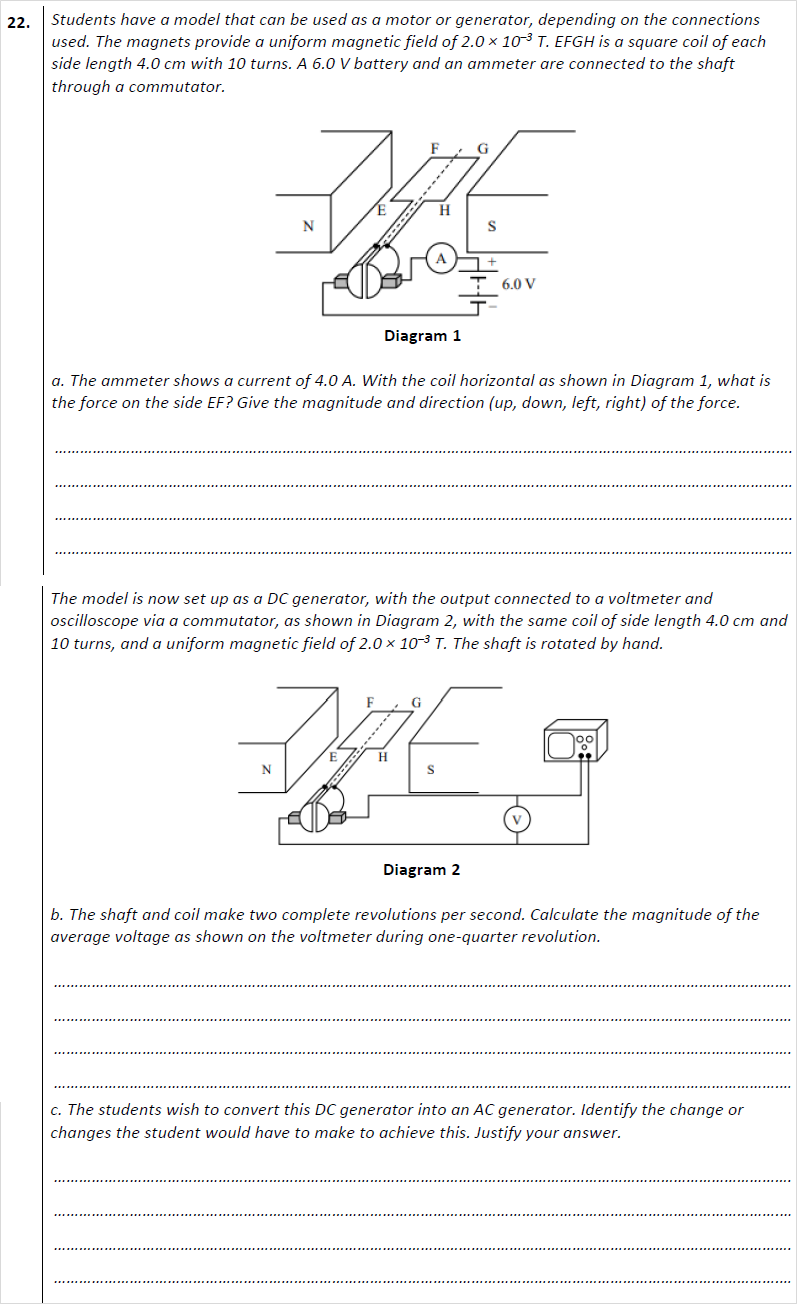 22.
Students have a model that can be used as a motor or generator, depending on the connections
used. The magnets provide a uniform magnetic field of 2.0 × 10⁻³ T. EFGH is a square coil of each
side length 4.0 cm with 10 turns. A 6.0 V battery and an ammeter are connected to the shaft
through a commutator.
F G
E H
N S
A +
6.0 V
–
Diagram 1
a. The ammeter shows a current of 4.0 A. With the coil horizontal as shown in Diagram 1, what is
the force on the side EF? Give the magnitude and direction (up, down, left, right) of the force.
The model is now set up as a DC generator, with the output connected to a voltmeter and
oscilloscope via a commutator, as shown in Diagram 2, with the same coil of side length 4.0 cm and
10 turns, and a uniform magnetic field of 2.0 × 10⁻³ T. The shaft is rotated by hand.
F G
E H
N S
V
Diagram 2
b. The shaft and coil make two complete revolutions per second. Calculate the magnitude of the
average voltage as shown on the voltmeter during one-quarter revolution.
c. The students wish to convert this DC generator into an AC generator. Identify the change or
changes the student would have to make to achieve this. Justify your answer.